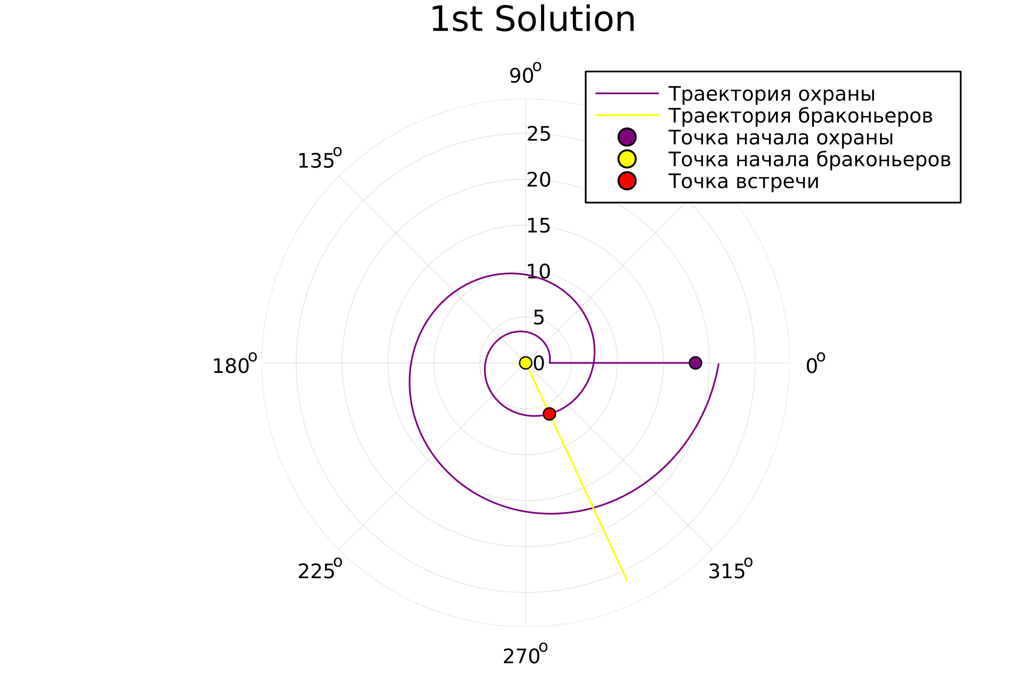 1st Solution
90°
Траектория охраны
Траектория браконьеров
Точка начала охраны
Точка начала браконьеров
Точка встречи
135°
25
20
15
10
5
0
180°
0°
225°
315°
270°